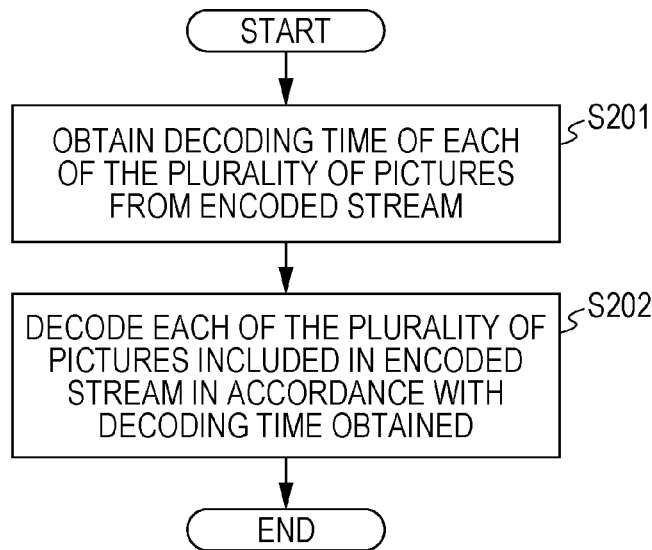 START
OBTAIN DECODING TIME OF EACH
OF THE PLURALITY OF PICTURES
FROM ENCODED STREAM
S201
DECODE EACH OF THE PLURALITY OF
PICTURES INCLUDED IN ENCODED
STREAM IN ACCORDANCE WITH
DECODING TIME OBTAINED
S202
END